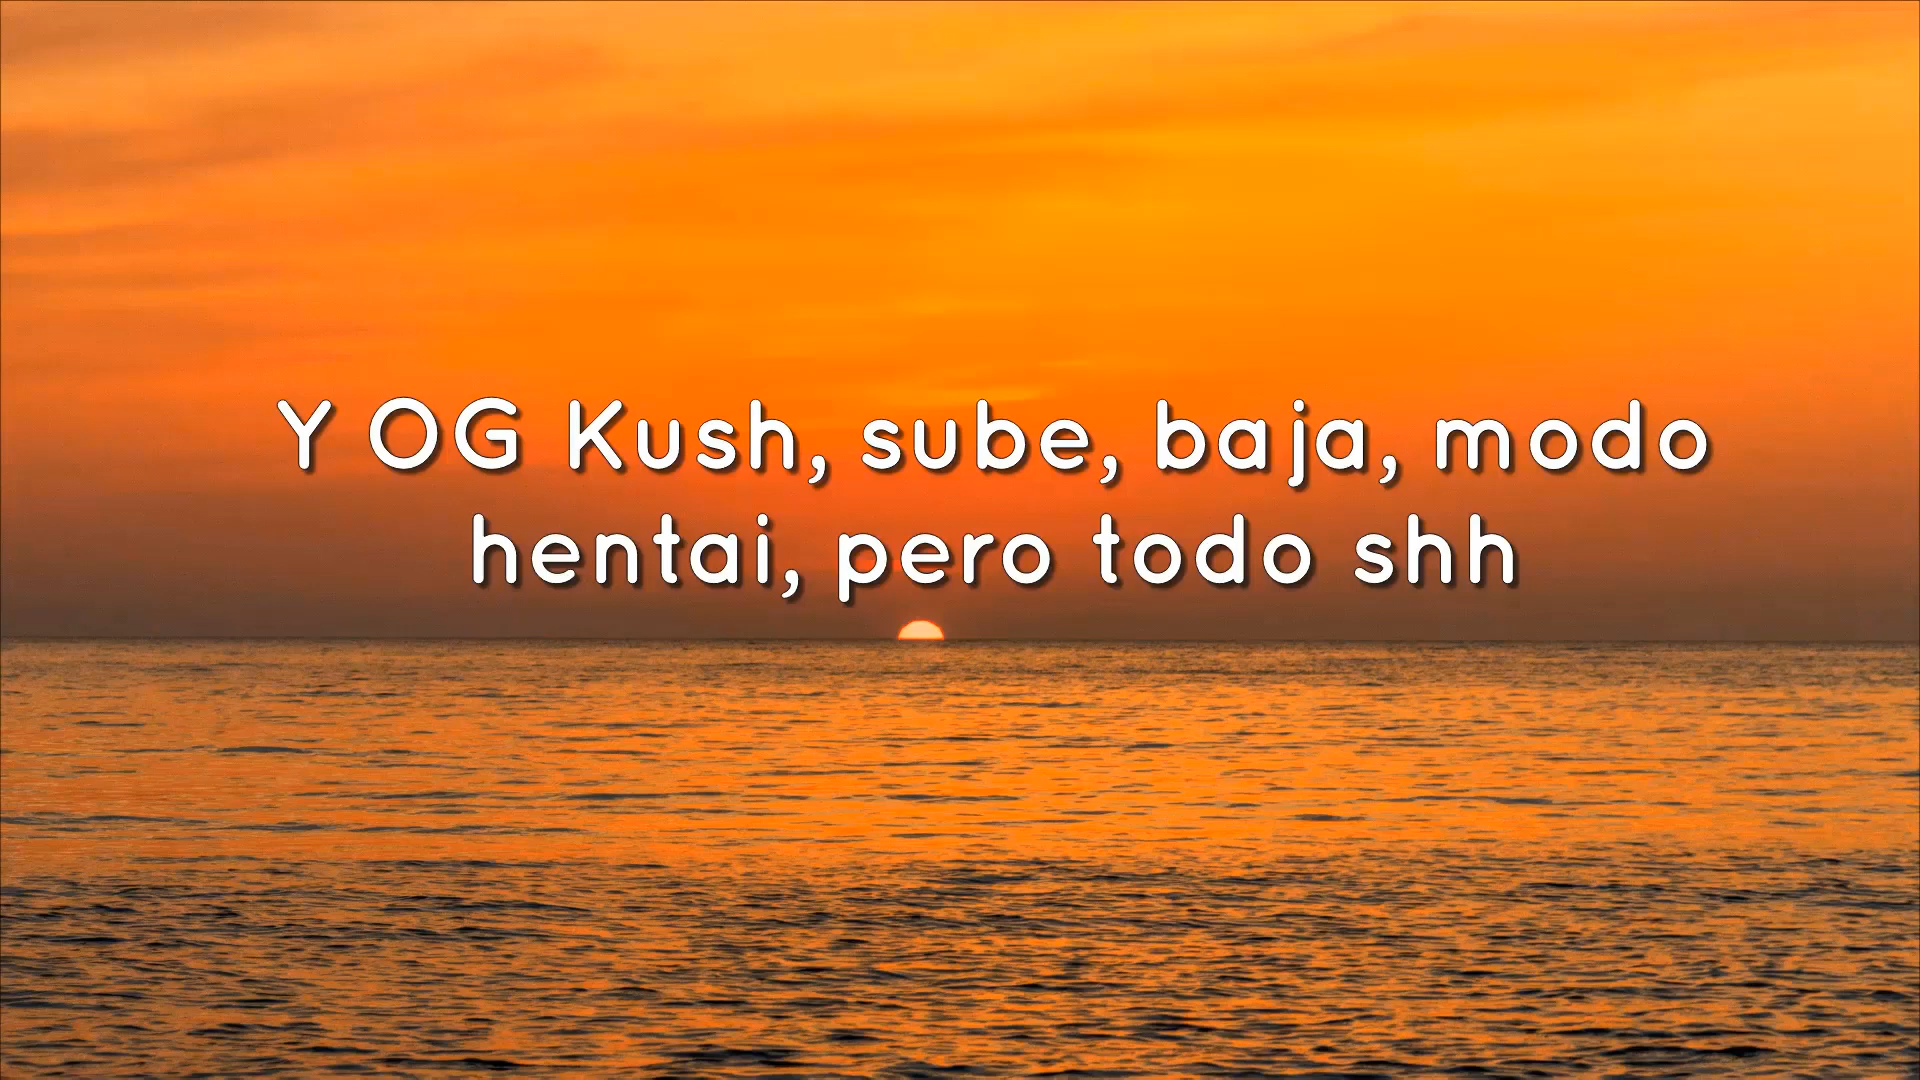 Y OG Kush, sube, baja, modo
hentai, pero todo shh